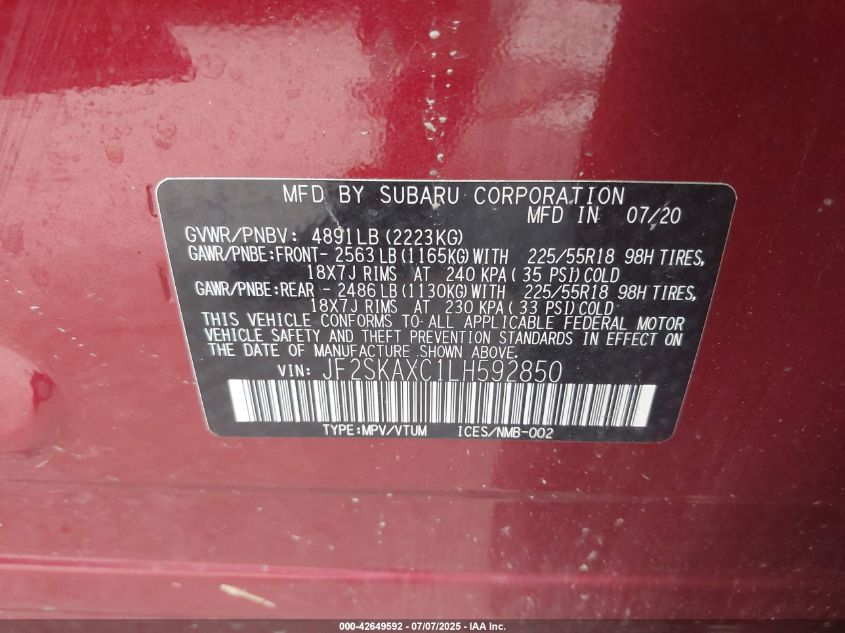 MFD BY SUBARU CORPORATION
MFD IN 07/20
GVWR/PNBV: 4891LB (2223KG)
GAWR/PNBE:FRONT- 2563 LB (1165KG) WITH 225/55R18 98H TIRES,
18X7J RIMS AT 240 KPA ( 35 PSI) COLD
GAWR/PNBE:REAR - 2486 LB (1130KG) WITH 225/55R18 98H TIRES,
18X7J RIMS AT 230 KPA ( 33 PSI) COLD
THIS VEHICLE CONFORMS TO ALL APPLICABLE FEDERAL MOTOR
VEHICLE SAFETY AND THEFT PREVENTION STANDARDS IN EFFECT ON
THE DATE OF MANUFACTURE SHOWN ABOVE.
VIN: JF2SKAXC1LH592850
TYPE:MPV/VTUM ICES/NMB-002
000-42649592 - 07/07/2025 - IAA Inc.